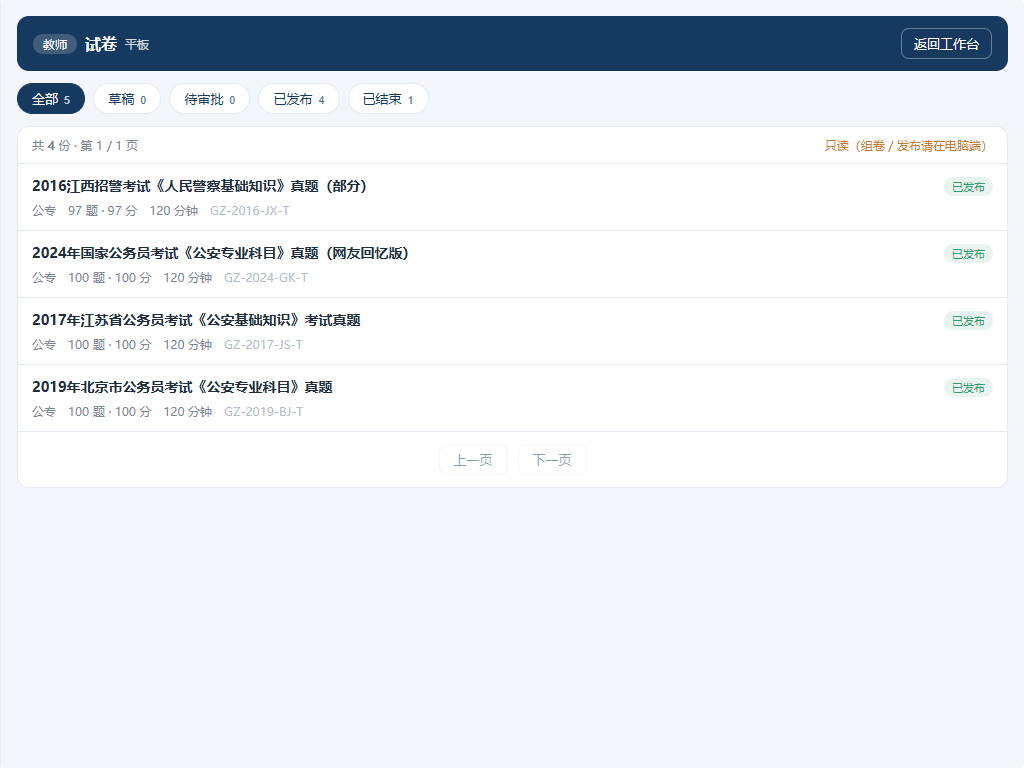 教师 试卷 平板 返回工作台
全部 5 草稿 0 待审批 0 已发布 4 已结束 1
共 4 份 · 第 1 / 1 页 只读（组卷 / 发布请在电脑端）
2016江西招警考试《人民警察基础知识》真题（部分） 已发布
公专 97 题 · 97 分 120 分钟 GZ-2016-JX-T
2024年国家公务员考试《公安专业科目》真题（网友回忆版） 已发布
公专 100 题 · 100 分 120 分钟 GZ-2024-GK-T
2017年江苏省公务员考试《公安基础知识》考试真题 已发布
公专 100 题 · 100 分 120 分钟 GZ-2017-JS-T
2019年北京市公务员考试《公安专业科目》真题 已发布
公专 100 题 · 100 分 120 分钟 GZ-2019-BJ-T
上一页 下一页